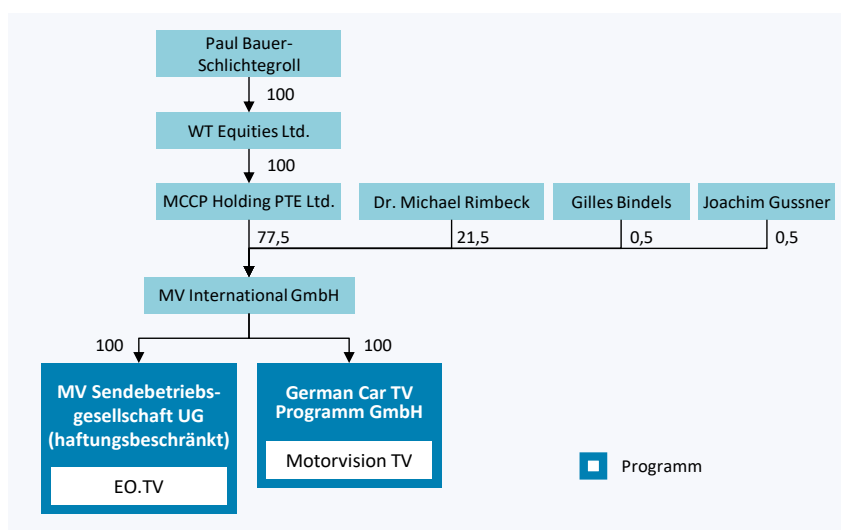 Paul Bauer-
Schlichtegroll
100
WT Equities Ltd.
100
MCCP Holding PTE Ltd.
Dr. Michael Rimbeck
Gilles Bindels
Joachim Gussner
77,5
21,5
0,5
0,5
MV International GmbH
100
100
MV Sendebetriebs-
gesellschaft UG
(haftungsbeschränkt)
EO.TV
German Car TV
Programm GmbH
Motorvision TV
Programm